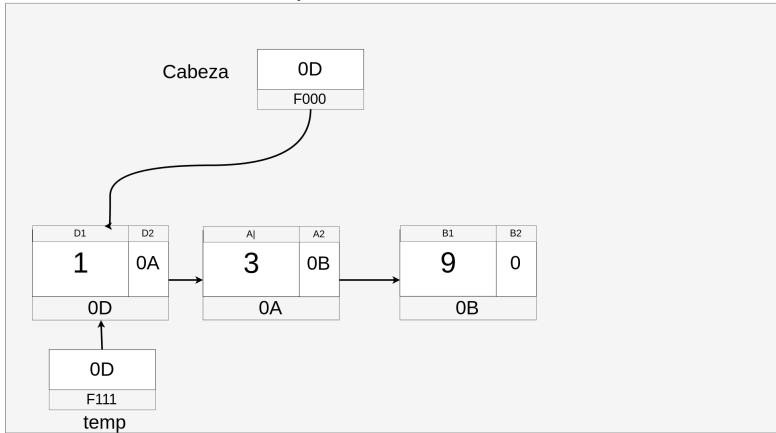 Cabeza
0D
F000
D1 D2
1 0A
0D
A| A2
3 0B
0A
B1 B2
9 0
0B
0D
F111
temp